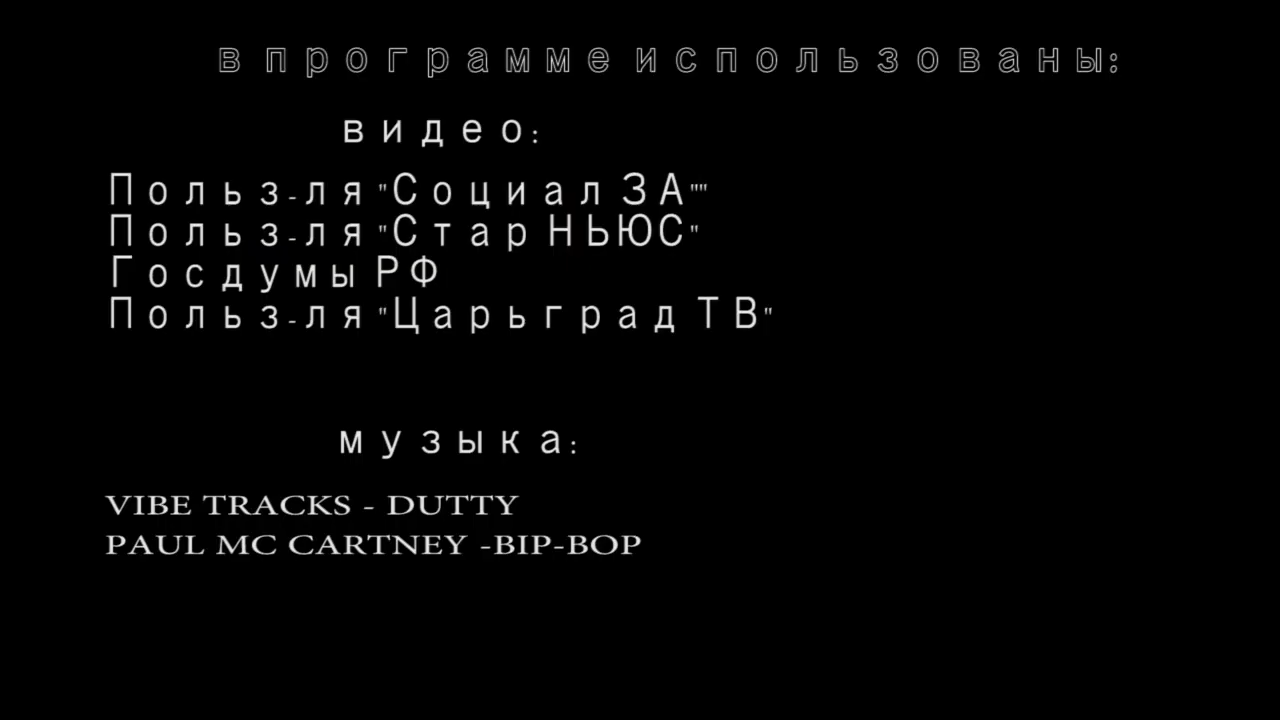 в программе использованы:
видео:
Польз-ля "Социал ЗА""
Польз-ля "Стар НЬЮС"
Госдумы РФ
Польз-ля "Царьград ТВ"
музыка:
VIBE TRACKS - DUTTY
PAUL MC CARTNEY -BIP-BOP